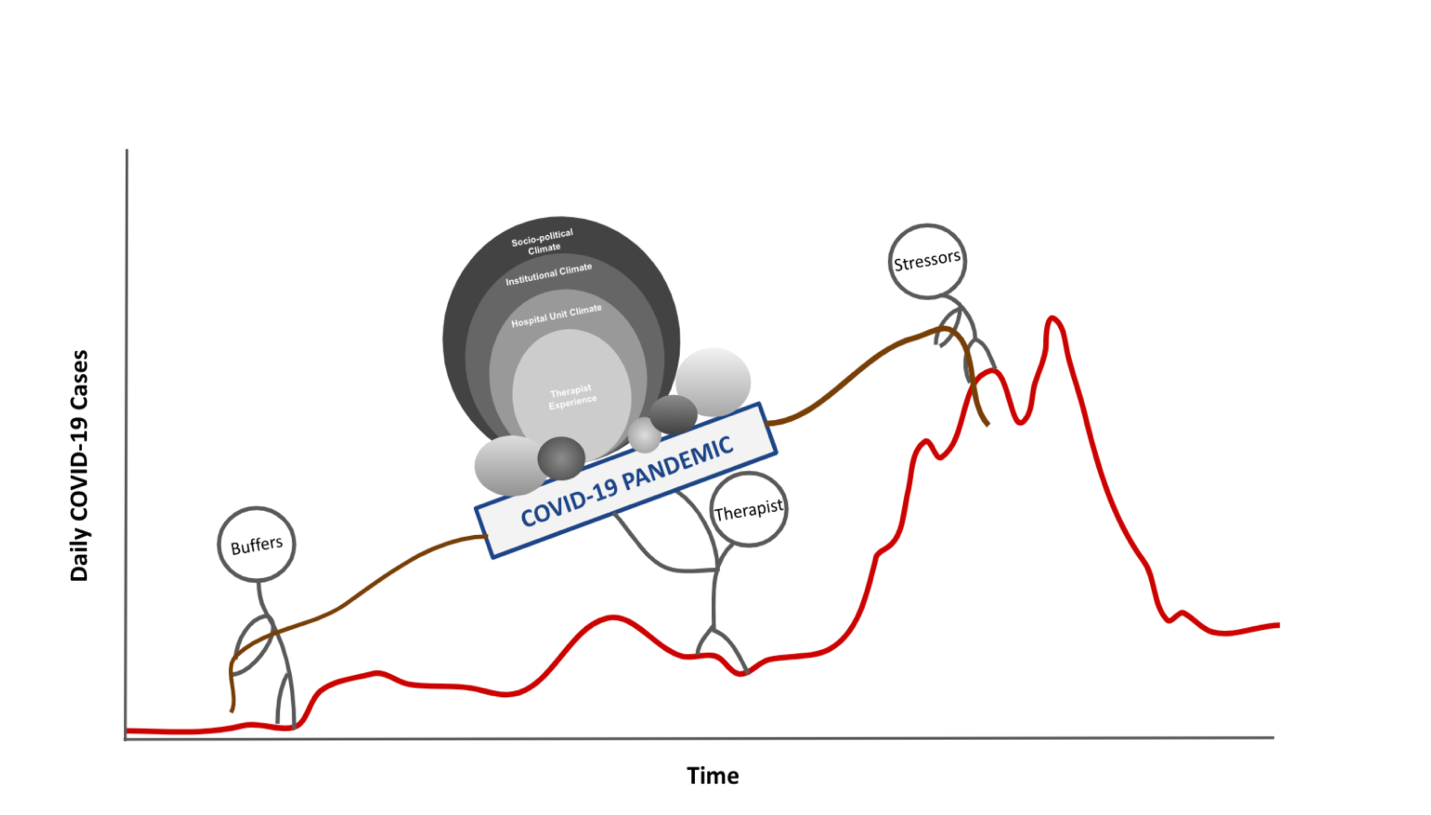 Socio-political
Climate
Institutional Climate
Hospital Unit Climate
Therapist
Experience
Stressors
COVID-19 PANDEMIC
Therapist
Buffers
Daily COVID-19 Cases
Time